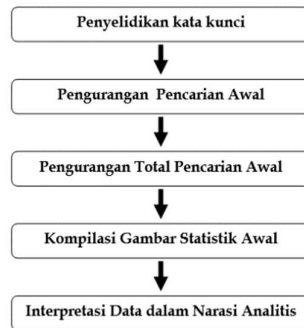 Penyelidikan kata kunci
Pengurangan Pencarian Awal
Pengurangan Total Pencarian Awal
Kompilasi Gambar Statistik Awal
Interpretasi Data dalam Narasi Analitis